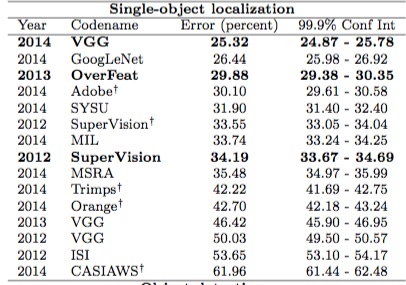 Single-object localization
Year Codename Error (percent) 99.9% Conf Int
2014 VGG 25.32 24.87 - 25.78
2014 GoogLeNet 26.44 25.98 - 26.92
2013 OverFeat 29.88 29.38 - 30.35
2014 Adobe† 30.10 29.61 - 30.58
2014 SYSU 31.90 31.40 - 32.40
2012 SuperVision† 33.55 33.05 - 34.04
2014 MIL 33.74 33.24 - 34.25
2012 SuperVision 34.19 33.67 - 34.69
2014 MSRA 35.48 34.97 - 35.99
2014 Trimps† 42.22 41.69 - 42.75
2014 Orange† 42.70 42.18 - 43.24
2013 VGG 46.42 45.90 - 46.95
2012 VGG 50.03 49.50 - 50.57
2012 ISI 53.65 53.10 - 54.17
2014 CASIAWS† 61.96 61.44 - 62.48